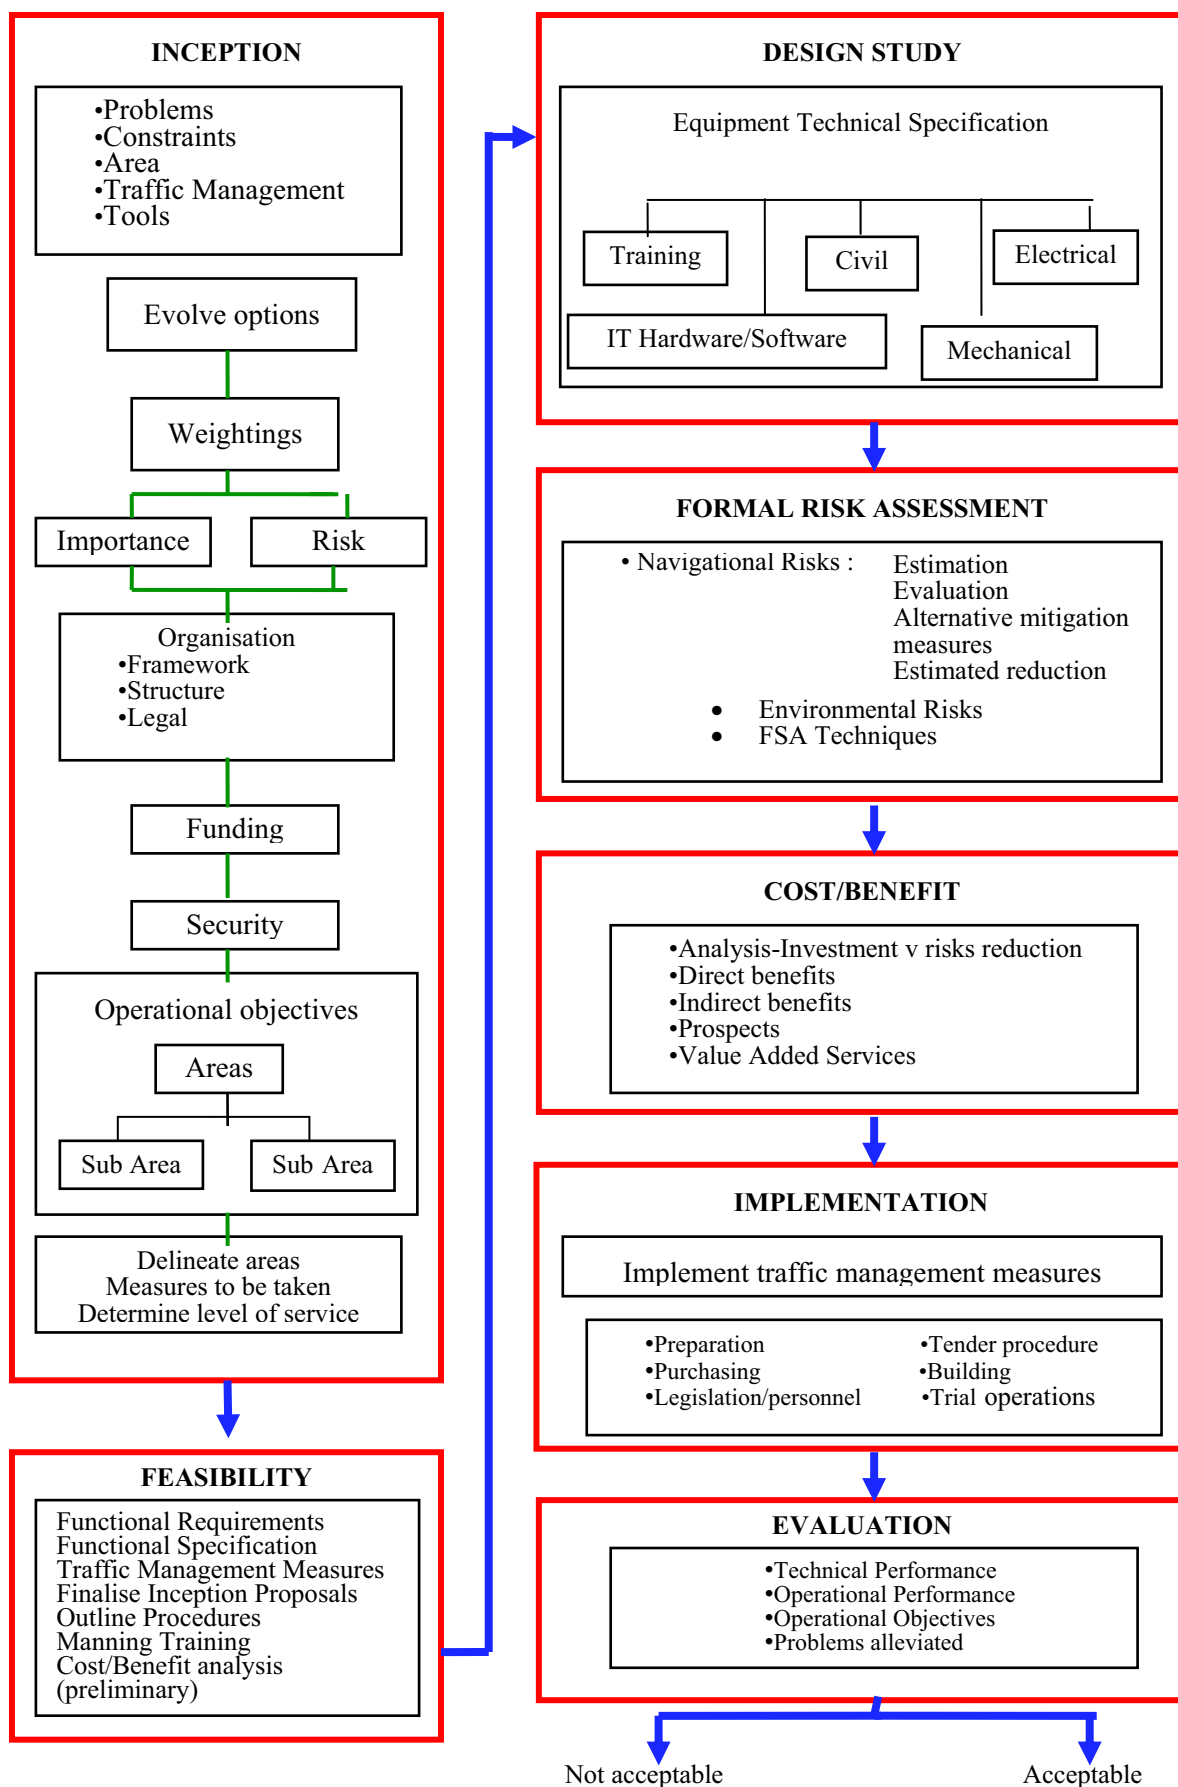 INCEPTION
•Problems
•Constraints
•Area
•Traffic Management
•Tools
Evolve options
Weightings
Importance
Risk
Organisation
•Framework
•Structure
•Legal
Funding
Security
Operational objectives
Areas
Sub Area
Sub Area
Delineate areas
Measures to be taken
Determine level of service
FEASIBILITY
Functional Requirements
Functional Specification
Traffic Management Measures
Finalise Inception Proposals
Outline Procedures
Manning Training
Cost/Benefit analysis
(preliminary)
DESIGN STUDY
Equipment Technical Specification
Training
Civil
Electrical
IT Hardware/Software
Mechanical
FORMAL RISK ASSESSMENT
• Navigational Risks :
Estimation
Evaluation
Alternative mitigation
measures
Estimated reduction
• Environmental Risks
• FSA Techniques
COST/BENEFIT
•Analysis-Investment v risks reduction
•Direct benefits
•Indirect benefits
•Prospects
•Value Added Services
IMPLEMENTATION
Implement traffic management measures
•Preparation
•Purchasing
•Legislation/personnel
•Tender procedure
•Building
•Trial operations
EVALUATION
•Technical Performance
•Operational Performance
•Operational Objectives
•Problems alleviated
Not acceptable
Acceptable